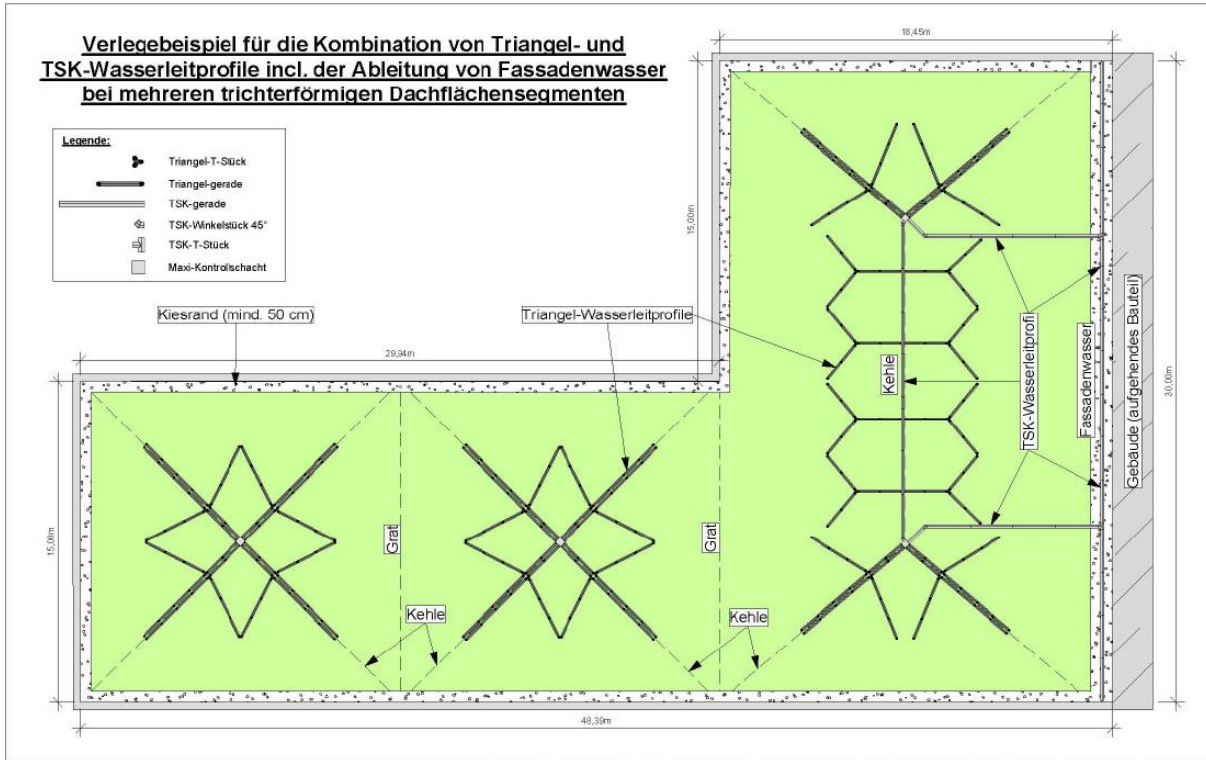 Verlegebeispiel für die Kombination von Triangel- und
TSK-Wasserleitprofile incl. der Ableitung von Fassadenwasser
bei mehreren trichterförmigen Dachflächensegmenten
Legende:
Triangel-T-Stück
Triangel-gerade
TSK-gerade
TSK-Winkelstück 45°
TSK-T-Stück
Maxi-Kontrollschacht
18,45m
15,00m
Kiesrand (mind. 50 cm)
Triangel-Wasserleitprofile
29,94m
Kehle
TSK-Wasserleitprofil
Fassadenwasser
Gebäude (aufgehendes Bauteil)
30,00m
15,00m
Grat
Grat
Kehle
Kehle
48,39m